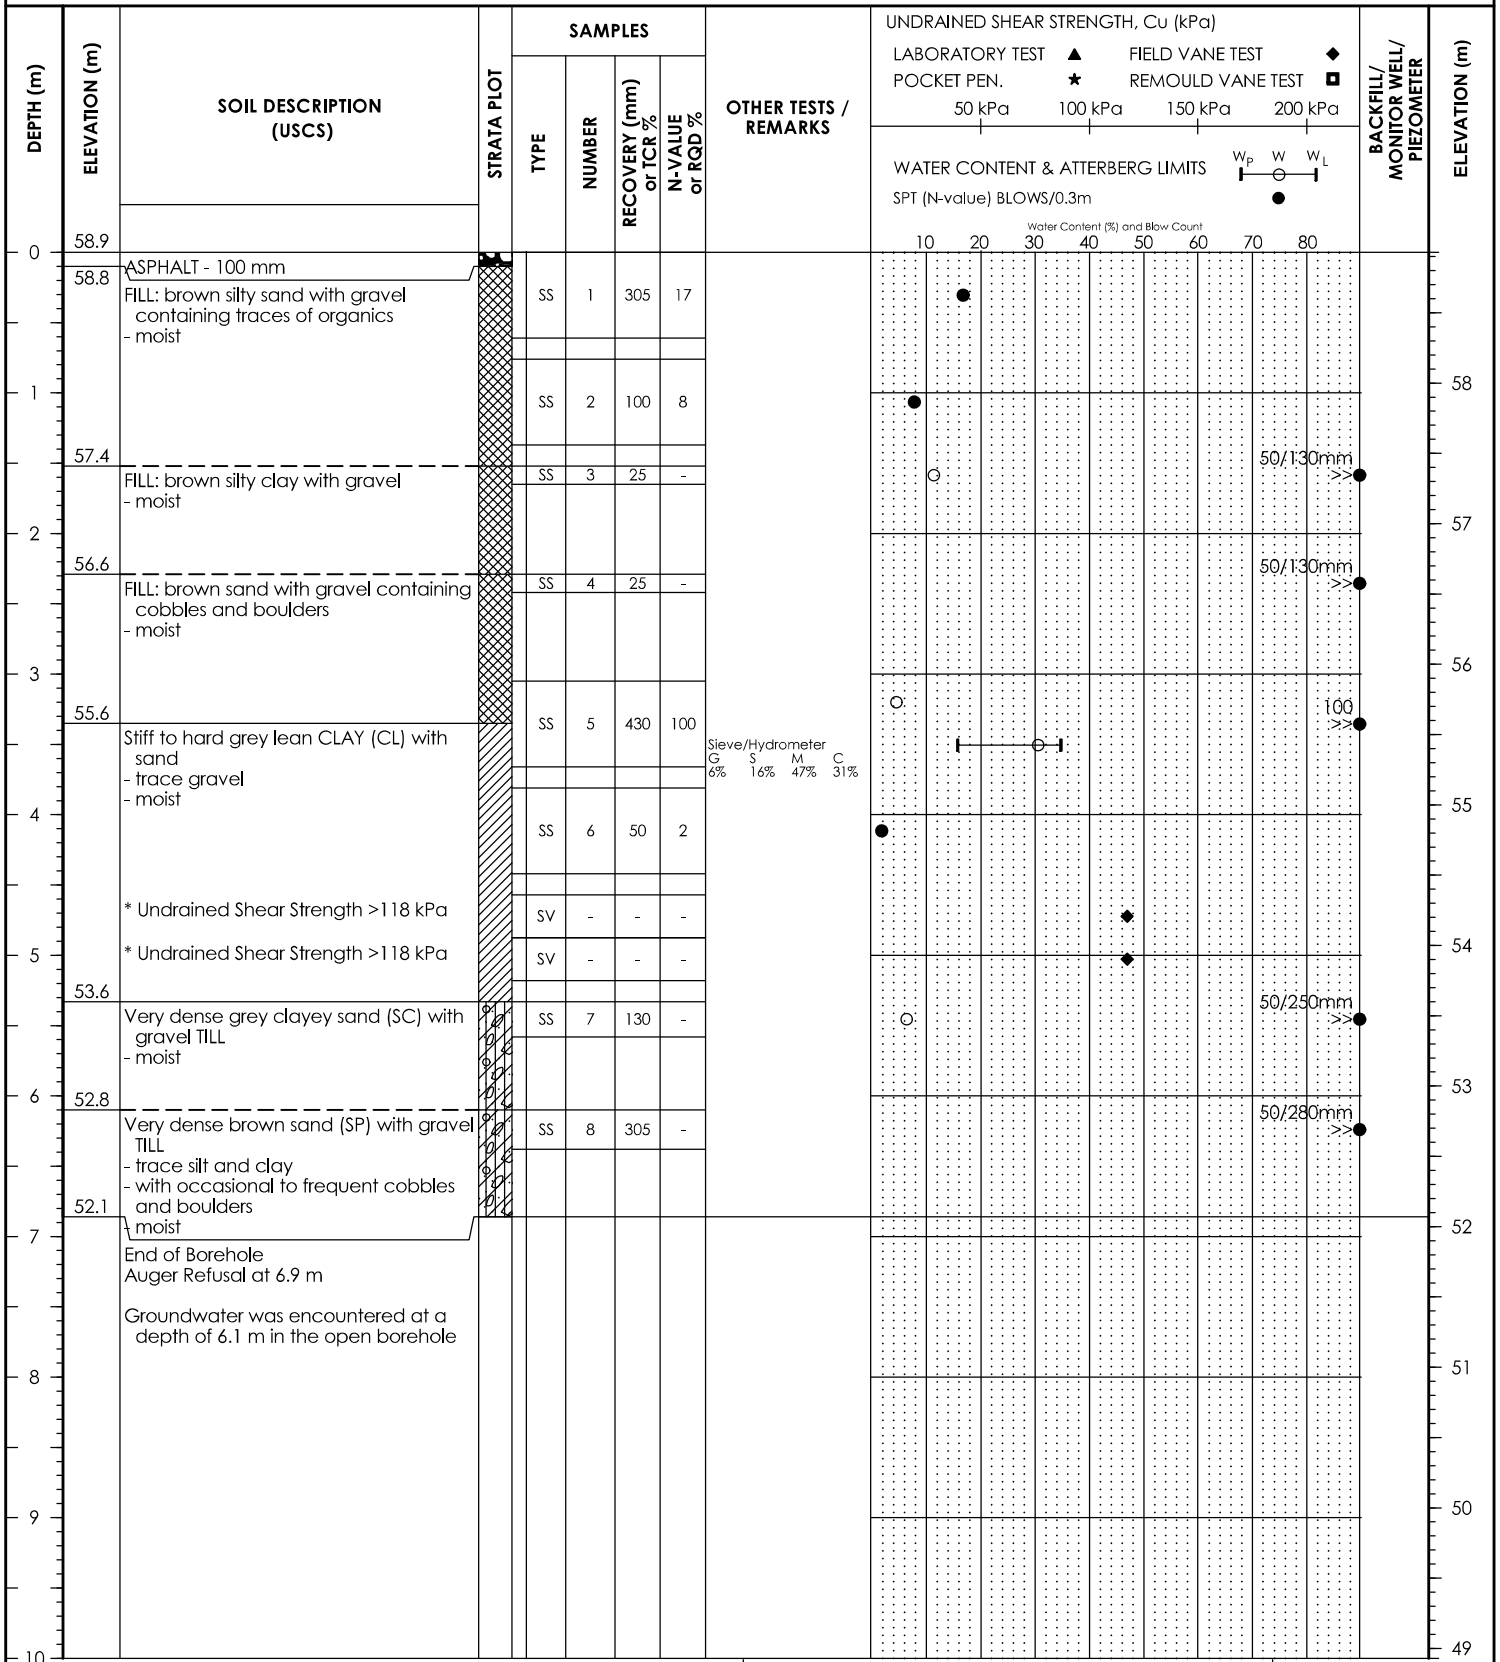 DEPTH (m)
ELEVATION (m)
SOIL DESCRIPTION
(USCS)
STRATA PLOT
SAMPLES
TYPE
NUMBER
RECOVERY (mm)
or TCR %
N-VALUE
or RQD %
OTHER TESTS /
REMARKS
UNDRAINED SHEAR STRENGTH, Cu (kPa)
LABORATORY TEST ▲ FIELD VANE TEST ◆
POCKET PEN. ★ REMOULD VANE TEST
50 kPa 100 kPa 150 kPa 200 kPa
WATER CONTENT & ATTERBERG LIMITS WP W WL
SPT (N-value) BLOWS/0.3m ●
Water Content (%) and Blow Count
10 20 30 40 50 60 70 80
BACKFILL/
MONITOR WELL/
PIEZOMETER
ELEVATION (m)
0 58.9
ASPHALT - 100 mm
58.8
FILL: brown silty sand with gravel
containing traces of organics
- moist
SS 1 305 17
58
1
SS 2 100 8
57.4
50/130mm
FILL: brown silty clay with gravel
- moist
SS 3 25 -
>>
57
2
56.6
50/130mm
FILL: brown sand with gravel containing
cobbles and boulders
- moist
SS 4 25 -
>>
56
3
55.6
100
SS 5 430 100
>>
Stiff to hard grey lean CLAY (CL) with
sand
- trace gravel
- moist
Sieve/Hydrometer
G S M C
6% 16% 47% 31%
55
4
SS 6 50 2
* Undrained Shear Strength >118 kPa
SV - - -
* Undrained Shear Strength >118 kPa
SV - - -
54
5
53.6
50/250mm
Very dense grey clayey sand (SC) with
gravel TILL
- moist
SS 7 130 -
>>
53
6
52.8
50/280mm
Very dense brown sand (SP) with gravel
TILL
- trace silt and clay
- with occasional to frequent cobbles
and boulders
- moist
SS 8 305 -
>>
52.1
52
7
End of Borehole
Auger Refusal at 6.9 m
Groundwater was encountered at a
depth of 6.1 m in the open borehole
51
8
50
9
49
10